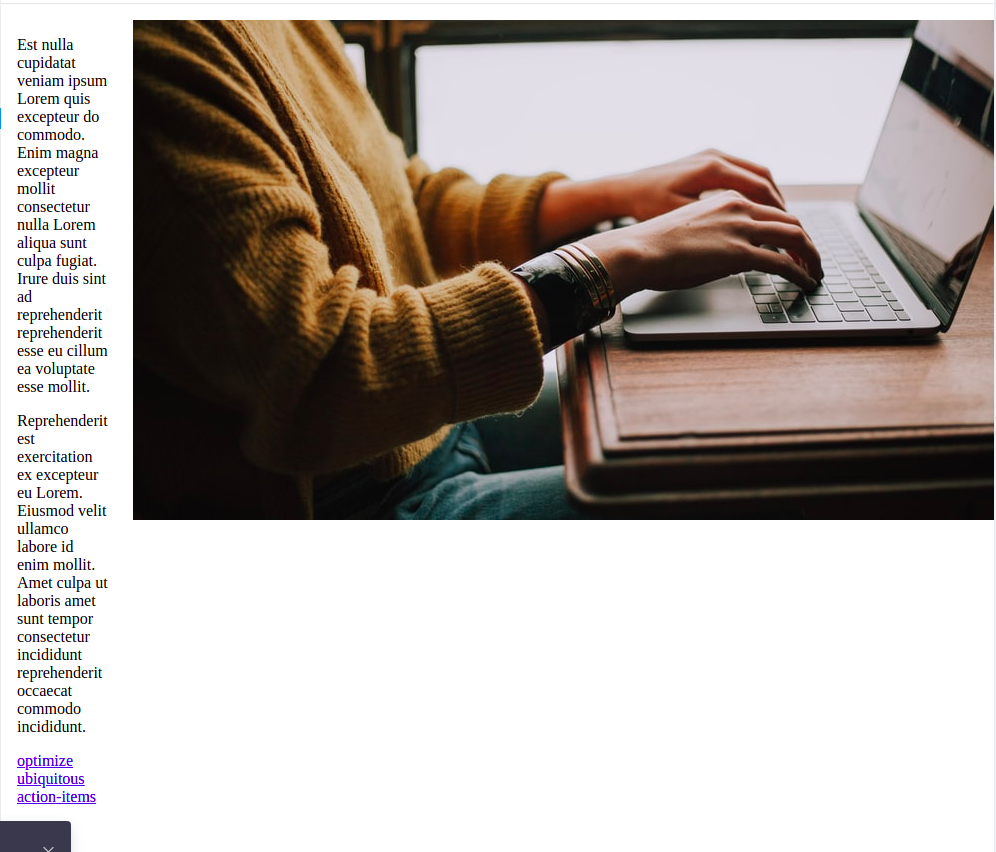 Est nulla
cupidatat
veniam ipsum
Lorem quis
excepteur do
commodo.
Enim magna
excepteur
mollit
consectetur
nulla Lorem
aliqua sunt
culpa fugiat.
Irure duis sint
ad
reprehenderit
reprehenderit
esse eu cillum
ea voluptate
esse mollit.
Reprehenderit
est
exercitation
ex excepteur
eu Lorem.
Eiusmod velit
ullamco
labore id
enim mollit.
Amet culpa ut
laboris amet
sunt tempor
consectetur
incididunt
reprehenderit
occaecat
commodo
incididunt.
optimize
ubiquitous
action-items